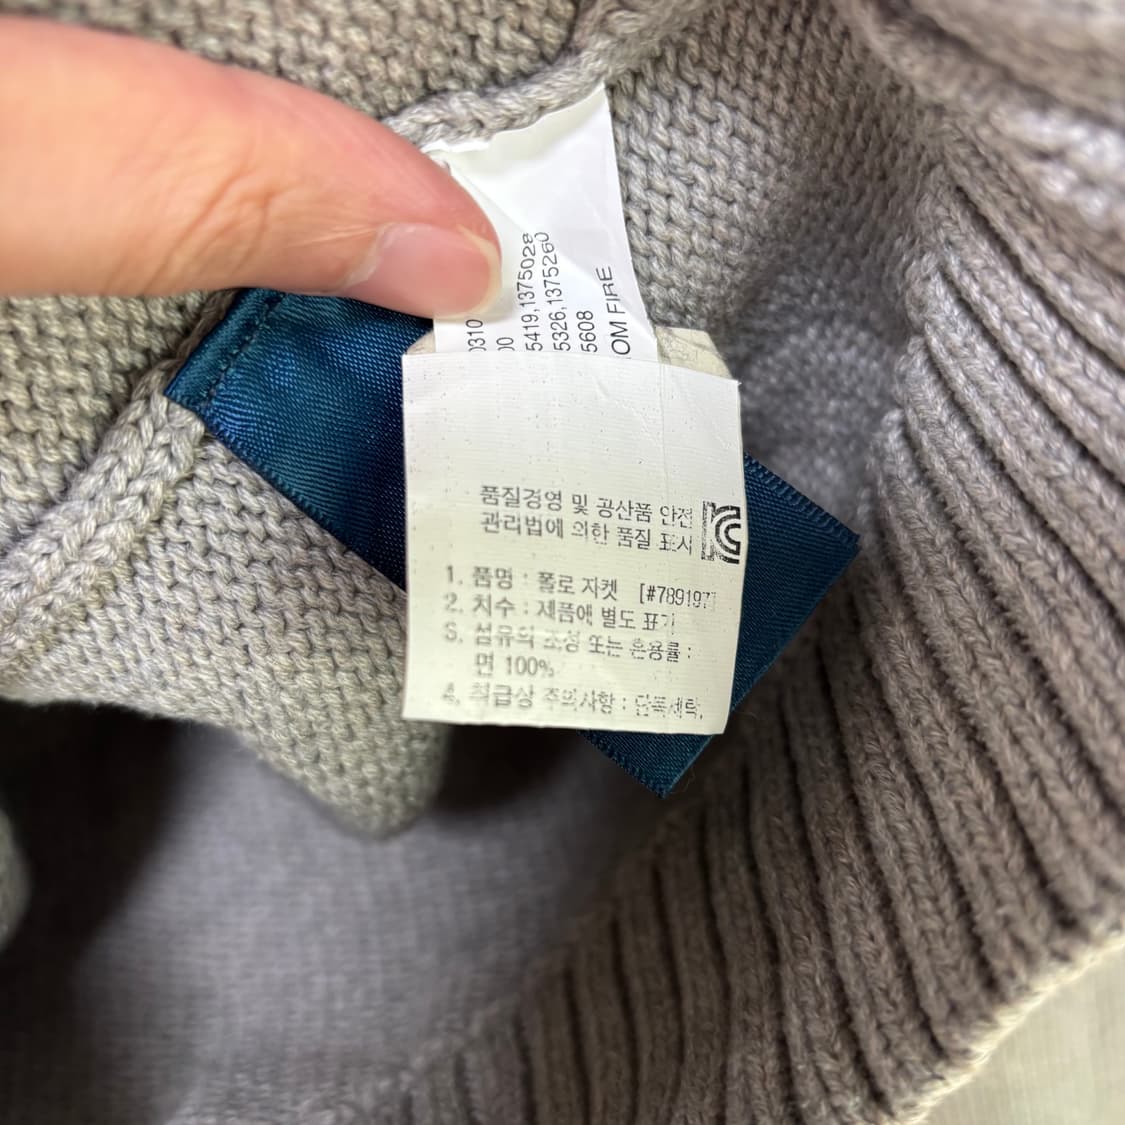 0310
00
5419,1375028
5326,1375260
5608
OM FIRE
품질경영 및 공산품 안전
관리법에 의한 품질 표시
1. 품명 : 폴로 자켓 [#789197]
2. 치수 : 제품에 별도 표기
3. 섬유의 조성 또는 혼용률 :
면 100%
4. 취급상 주의사항 : 단독세탁,